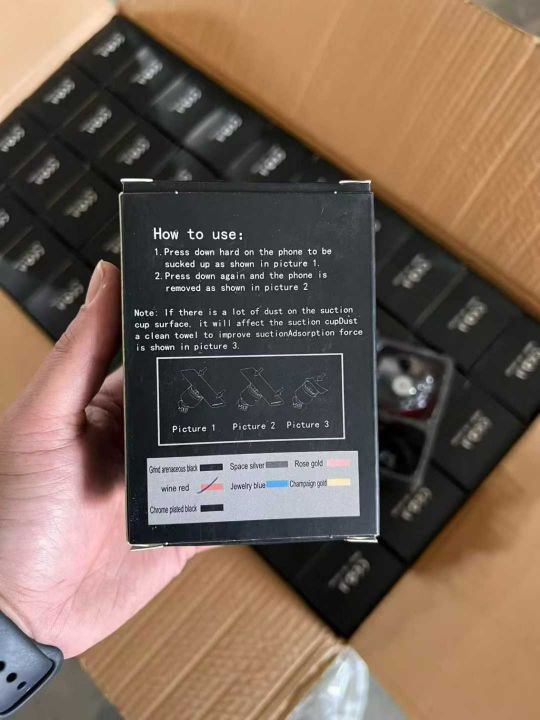 How to use:
1. Press down hard on the phone to be
sucked up as shown in picture 1.
2. Press down again and the phone is
removed as shown in picture 2
Note: If there is a lot of dust on the suction
cup surface, it will affect the suction cupDust
a clean towel to improve suctionAdsorption force
is shown in picture 3.
Picture 1 Picture 2 Picture 3
Grind arenaceous black Space silver Rose gold
wine red Jewelry blue Champaign gold
Chrome plated black